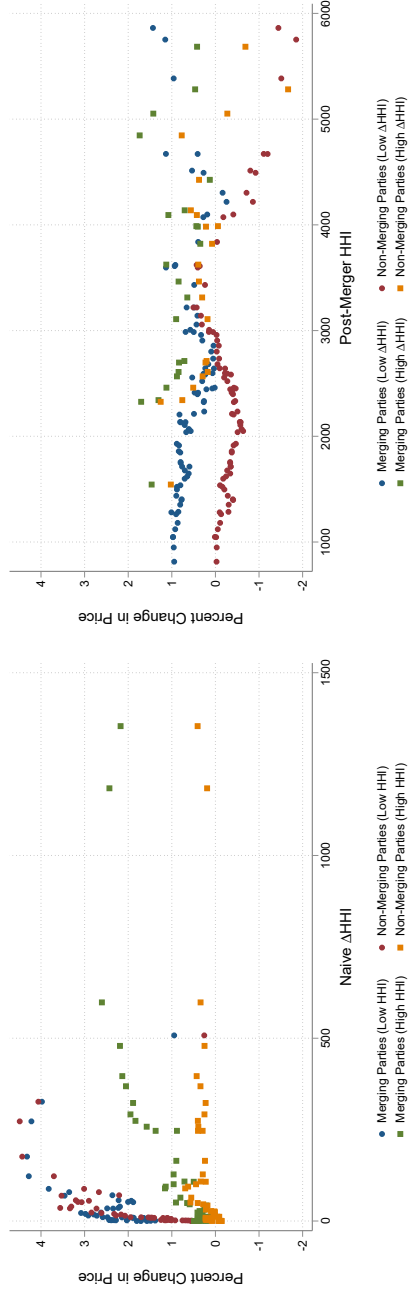 Percent Change in Price
4
3
2
1
0
-1
-2
0
500
1000
1500
Naive ΔHHI
Merging Parties (Low HHI)
Non-Merging Parties (Low HHI)
Merging Parties (High HHI)
Non-Merging Parties (High HHI)
Percent Change in Price
4
3
2
1
0
-1
-2
1000
2000
3000
4000
5000
6000
Post-Merger HHI
Merging Parties (Low ΔHHI)
Non-Merging Parties (Low ΔHHI)
Merging Parties (High ΔHHI)
Non-Merging Parties (High ΔHHI)